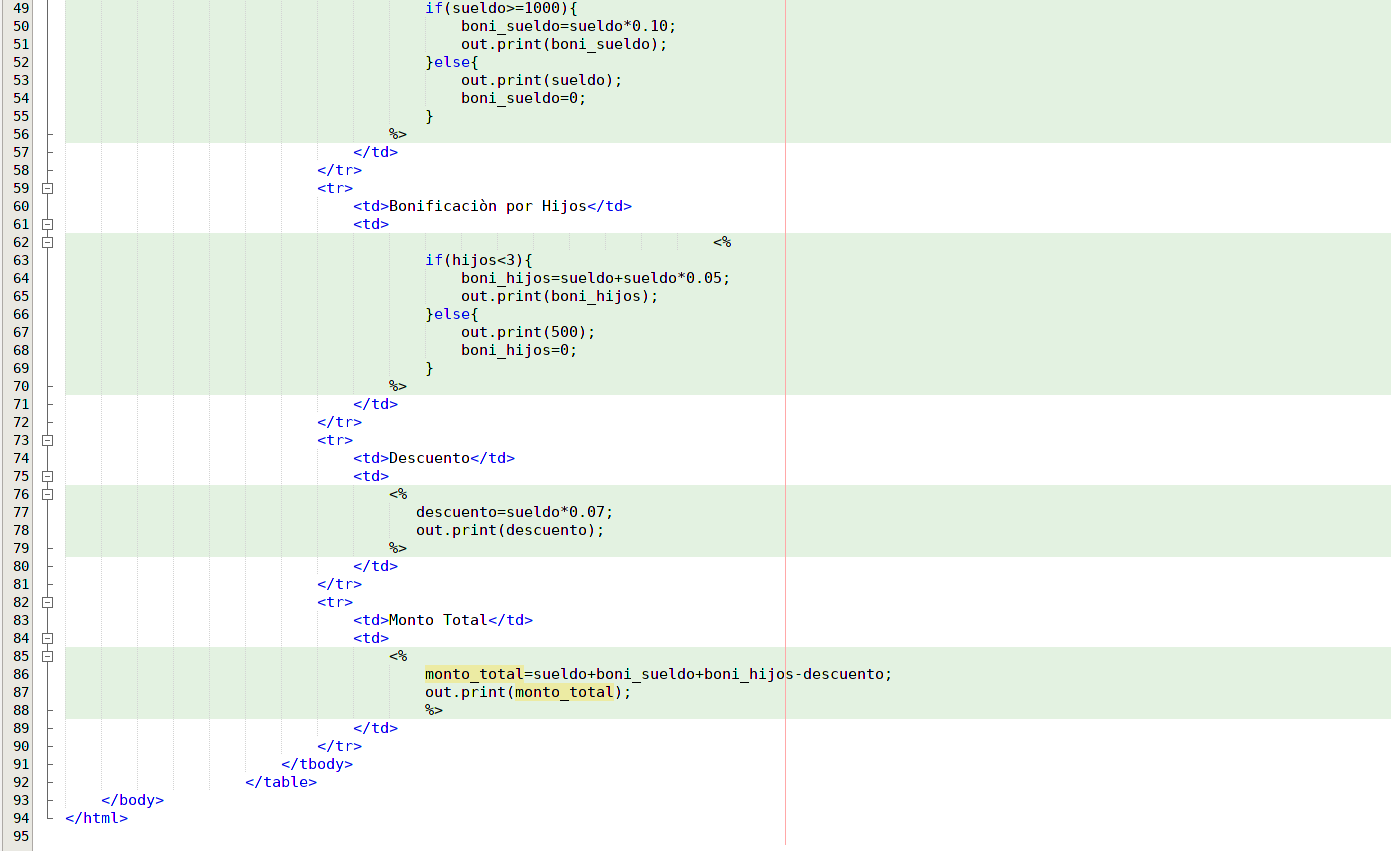 49 if(sueldo>=1000){
50 boni_sueldo=sueldo*0.10;
51 out.print(boni_sueldo);
52 }else{
53 out.print(sueldo);
54 boni_sueldo=0;
55 }
56 %>
57 </td>
58 </tr>
59 <tr>
60 <td>Bonificaciòn por Hijos</td>
61 <td>
62 <%
63 if(hijos<3){
64 boni_hijos=sueldo+sueldo*0.05;
65 out.print(boni_hijos);
66 }else{
67 out.print(500);
68 boni_hijos=0;
69 }
70 %>
71 </td>
72 </tr>
73 <tr>
74 <td>Descuento</td>
75 <td>
76 <%
77 descuento=sueldo*0.07;
78 out.print(descuento);
79 %>
80 </td>
81 </tr>
82 <tr>
83 <td>Monto Total</td>
84 <td>
85 <%
86 monto_total=sueldo+boni_sueldo+boni_hijos-descuento;
87 out.print(monto_total);
88 %>
89 </td>
90 </tr>
91 </tbody>
92 </table>
93 </body>
94 </html>
95